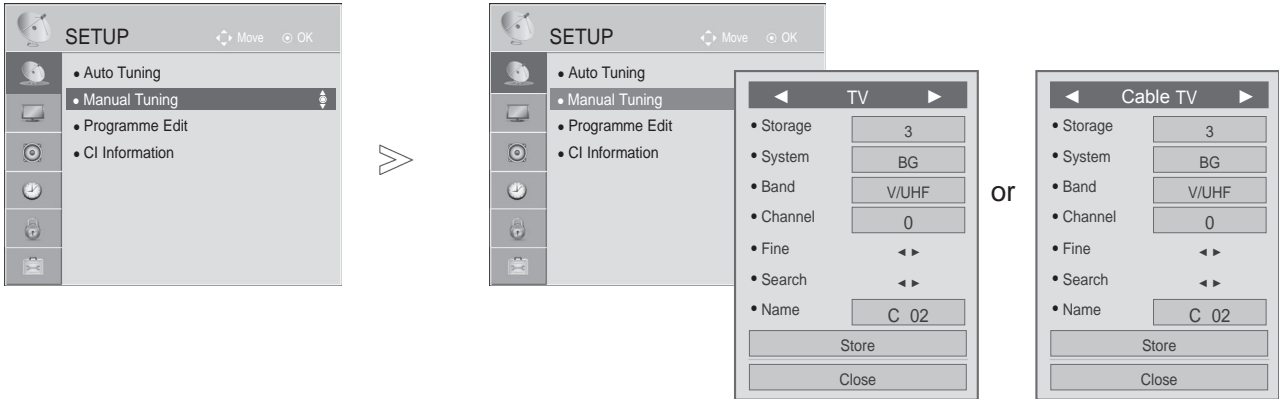 SETUP Move OK
• Auto Tuning
• Manual Tuning
• Programme Edit
• CI Information
SETUP Move OK
• Auto Tuning
• Manual Tuning
• Programme Edit
• CI Information
◄ TV ►
• Storage 3
• System BG
• Band V/UHF
• Channel 0
• Fine ◄ ►
• Search ◄ ►
• Name C 02
Store
Close
or
◄ Cable TV ►
• Storage 3
• System BG
• Band V/UHF
• Channel 0
• Fine ◄ ►
• Search ◄ ►
• Name C 02
Store
Close